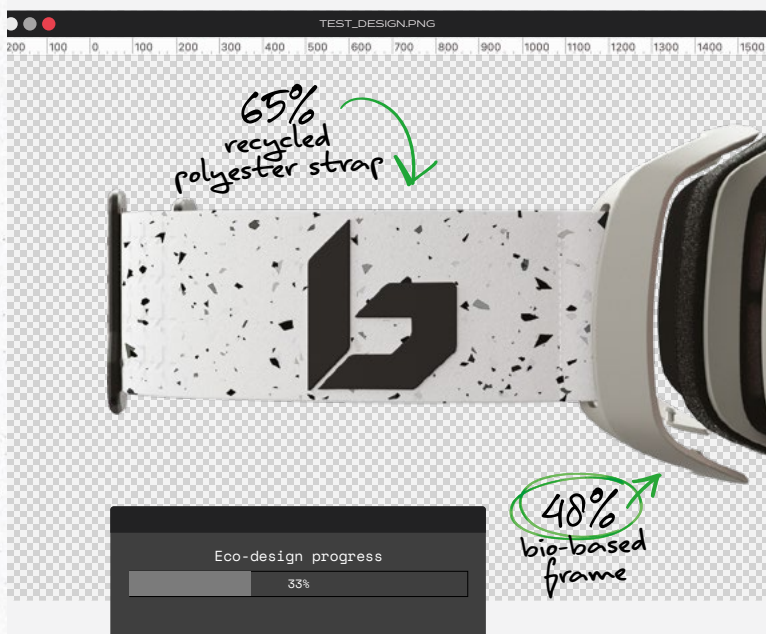 TEST_DESIGN.PNG
200 100 0 100 200 300 400 500 600 700 800 900 1000 1100 1200 1300 1400 1500
65%
recycled
polyester strap
48%
bio-based
frame
Eco-design progress
33%